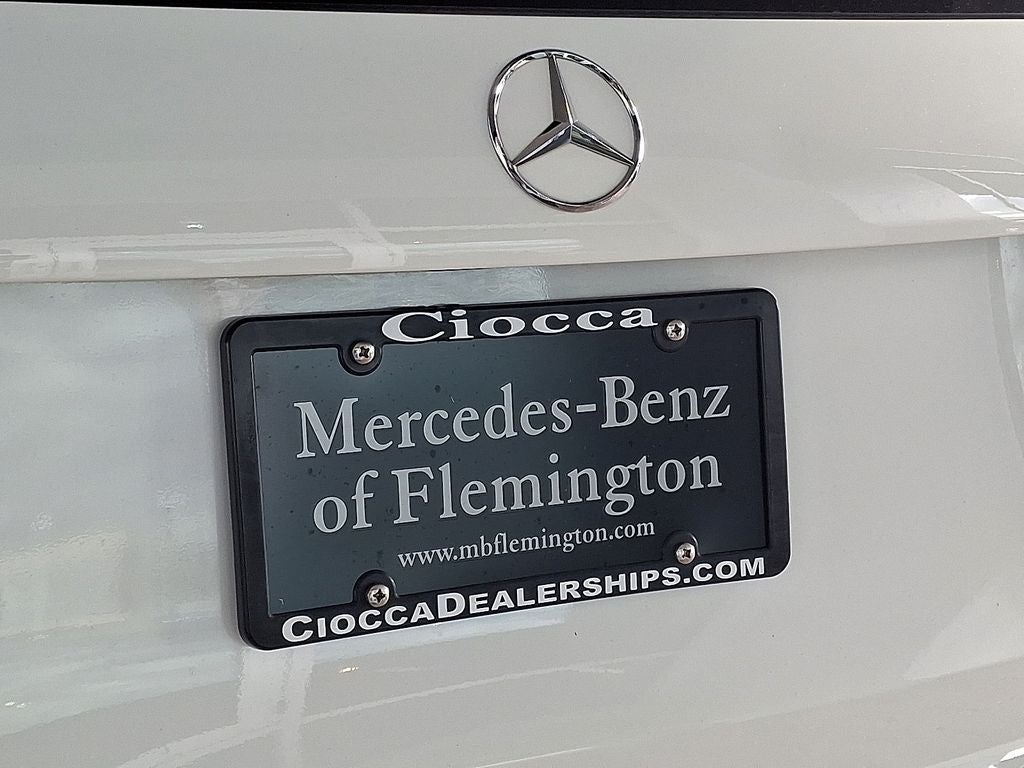 Ciocca
Mercedes-Benz
of Flemington
www.mbflemington.com
CIOCCADEALERSHIPS.COM